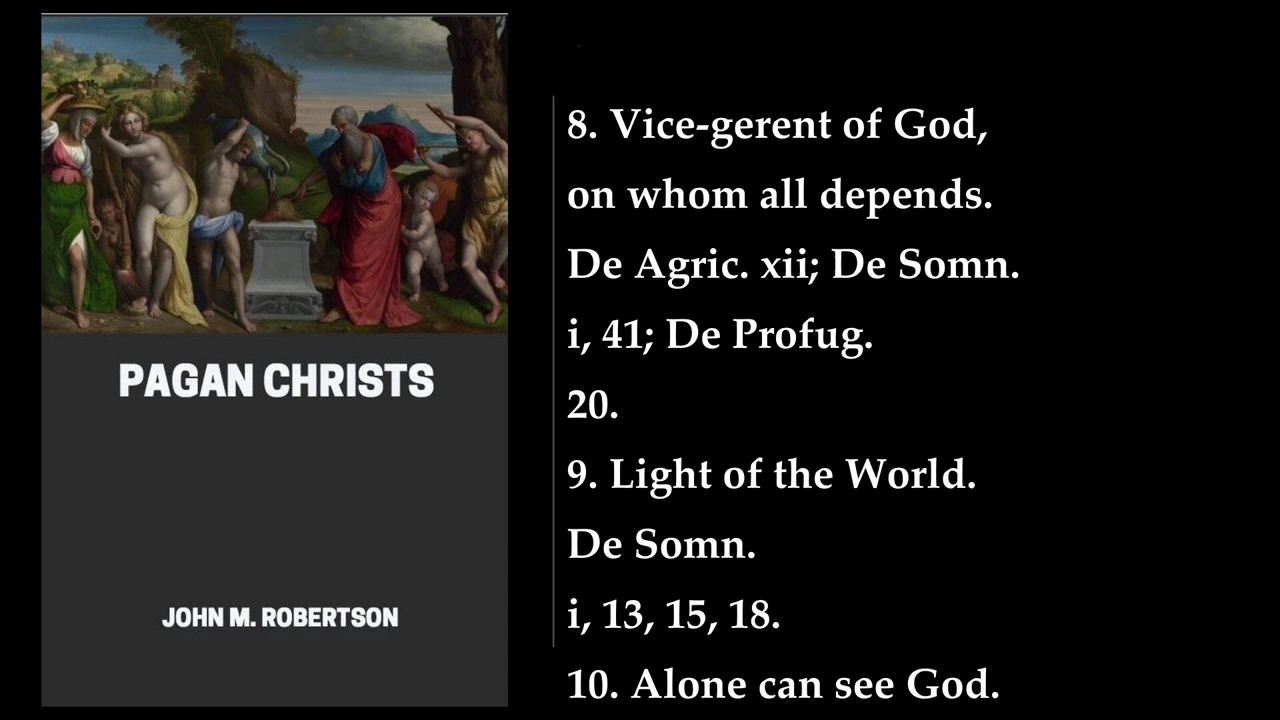 PAGAN CHRISTS
JOHN M. ROBERTSON
8. Vice-gerent of God,
on whom all depends.
De Agric. xii; De Somn.
i, 41; De Profug.
20.
9. Light of the World.
De Somn.
i, 13, 15, 18.
10. Alone can see God.